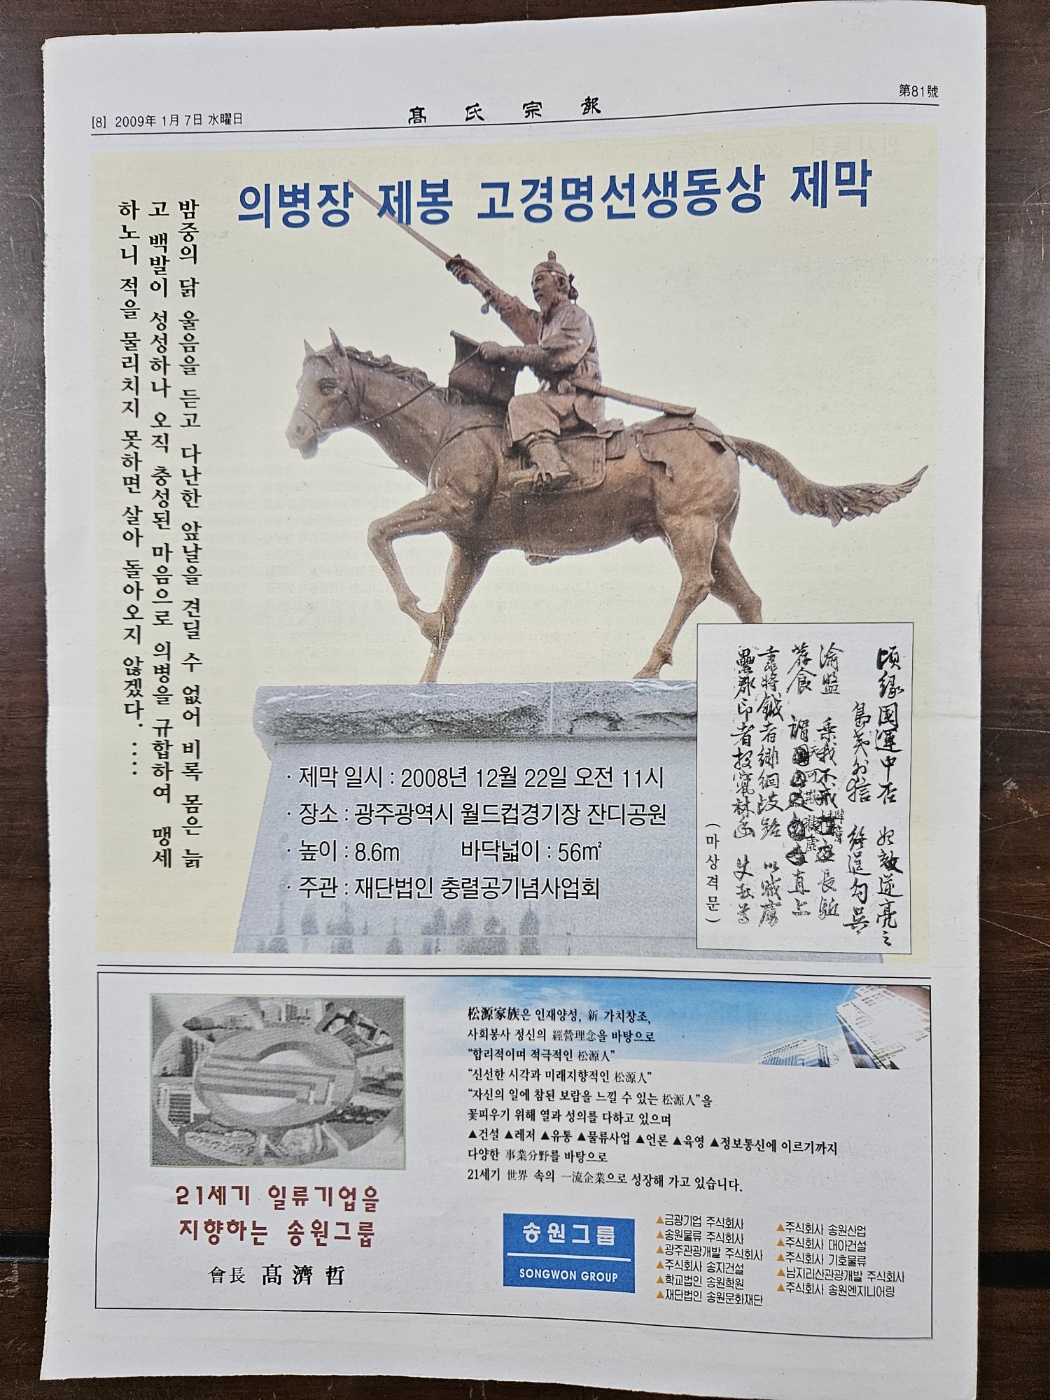 [8] 2009年 1月 7日 水曜日
高氏宗報
第81號
의병장 제봉 고경명선생동상 제막
밤중의 닭 울음을 듣고 다난한 앞날을 견딜 수 없어 비록 몸은 늙
고 백발이 성성하나 오직 충성된 마음으로 의병을 규합하여 맹세
하노니 적을 물리치지 못하면 살아 돌아오지 않겠다. ····
· 제막 일시 : 2008년 12월 22일 오전 11시
· 장소 : 광주광역시 월드컵경기장 잔디공원
· 높이 : 8.6m 바닥넓이 : 56㎡
· 주관 : 재단법인 충렬공기념사업회
頃緣国運中否
(마상격문)
松源家族은 인재양성, 新 가치창조,
사회봉사 정신의 經營理念을 바탕으로
“합리적이며 적극적인 松源人”
“신선한 시각과 미래지향적인 松源人”
“자신의 일에 참된 보람을 느낄 수 있는 松源人”을
꽃피우기 위해 열과 성의를 다하고 있으며
▲건설 ▲레저 ▲유통 ▲물류사업 ▲언론 ▲육영 ▲정보통신에 이르기까지
다양한 事業分野를 바탕으로
21세기 世界 속의 一流企業으로 성장해 가고 있습니다.
21세기 일류기업을
지향하는 송원그룹
會長 高濟哲
송원그룹
SONGWON GROUP
▲금광기업 주식회사
▲송원물류 주식회사
▲광주관광개발 주식회사
▲주식회사 송지건설
▲학교법인 송원학원
▲재단법인 송원문화재단
▲주식회사 송원산업
▲주식회사 대아건설
▲주식회사 기호물류
▲남지리산관광개발 주식회사
▲주식회사 송원엔지니어링